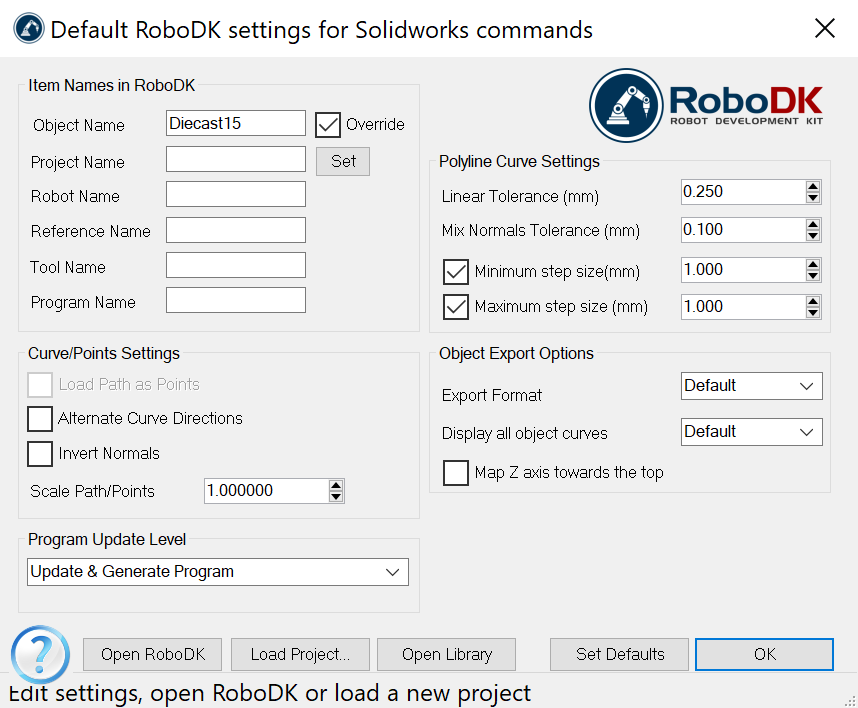 Default RoboDK settings for Solidworks commands
Item Names in RoboDK
Object Name Diecast15 Override
Project Name Set
Robot Name
Reference Name
Tool Name
Program Name
RoboDK
ROBOT DEVELOPMENT KIT
Polyline Curve Settings
Linear Tolerance (mm) 0.250
Mix Normals Tolerance (mm) 0.100
Minimum step size(mm) 1.000
Maximum step size (mm) 1.000
Curve/Points Settings
Load Path as Points
Alternate Curve Directions
Invert Normals
Scale Path/Points 1.000000
Object Export Options
Export Format Default
Display all object curves Default
Map Z axis towards the top
Program Update Level
Update & Generate Program
? Open RoboDK Load Project... Open Library Set Defaults OK
Edit settings, open RoboDK or load a new project